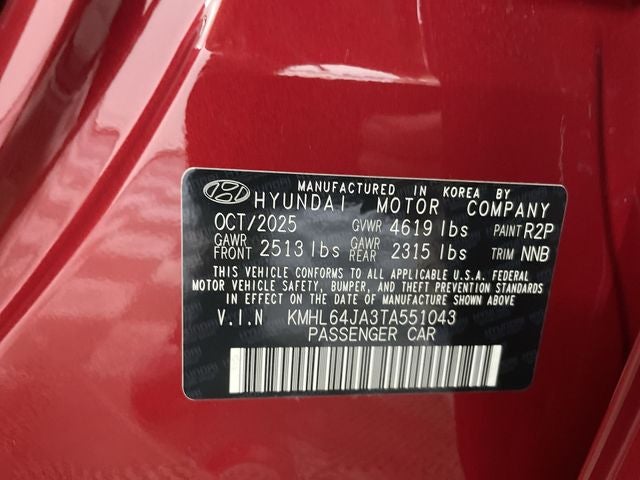 MANUFACTURED IN KOREA BY
HYUNDAI MOTOR COMPANY
OCT/2025 GVWR 4619 lbs PAINT R2P
GAWR FRONT 2513 lbs GAWR REAR 2315 lbs TRIM NNB
THIS VEHICLE CONFORMS TO ALL APPLICABLE U.S.A. FEDERAL
MOTOR VEHICLE SAFETY, BUMPER, AND THEFT PREVENTION STANDARDS
IN EFFECT ON THE DATE OF MANUFACTURE SHOWN ABOVE.
V.I.N KMHL64JA3TA551043
PASSENGER CAR